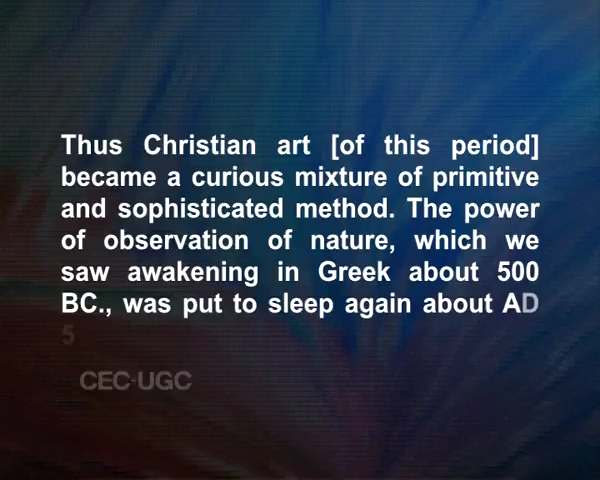 Thus Christian art [of this period]
became a curious mixture of primitive
and sophisticated method. The power
of observation of nature, which we
saw awakening in Greek about 500
BC., was put to sleep again about AD
5
CEC-UGC